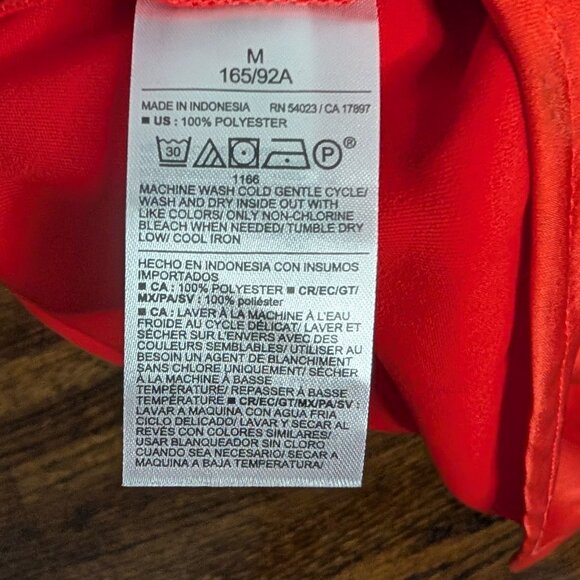 M
165/92A
MADE IN INDONESIA RN 54023 / CA 17897
■ US : 100% POLYESTER
30 P ®
1166
MACHINE WASH COLD GENTLE CYCLE/
WASH AND DRY INSIDE OUT WITH
LIKE COLORS/ ONLY NON-CHLORINE
BLEACH WHEN NEEDED/ TUMBLE DRY
LOW/ COOL IRON
HECHO EN INDONESIA CON INSUMOS
IMPORTADOS
■ CA : 100% POLYESTER ■ CR/EC/GT/
MX/PA/SV : 100% poliéster
■ CA : LAVER À LA MACHINE À L'EAU
FROIDE AU CYCLE DÉLICAT/ LAVER ET
SÉCHER SUR L'ENVERS AVEC DES
COULEURS SEMBLABLES/ UTILISER AU
BESOIN UN AGENT DE BLANCHIMENT
SANS CHLORE UNIQUEMENT/ SÉCHER
À LA MACHINE À BASSE
TEMPÉRATURE/ REPASSER À BASSE
TEMPÉRATURE ■ CR/EC/GT/MX/PA/SV :
LAVAR A MAQUINA CON AGUA FRIA
CICLO DELICADO/ LAVAR Y SECAR AL
REVÉS CON COLORES SIMILARES/
USAR BLANQUEADOR SIN CLORO
CUANDO SEA NECESARIO/ SECAR A
MAQUINA A BAJA TEMPERATURA/